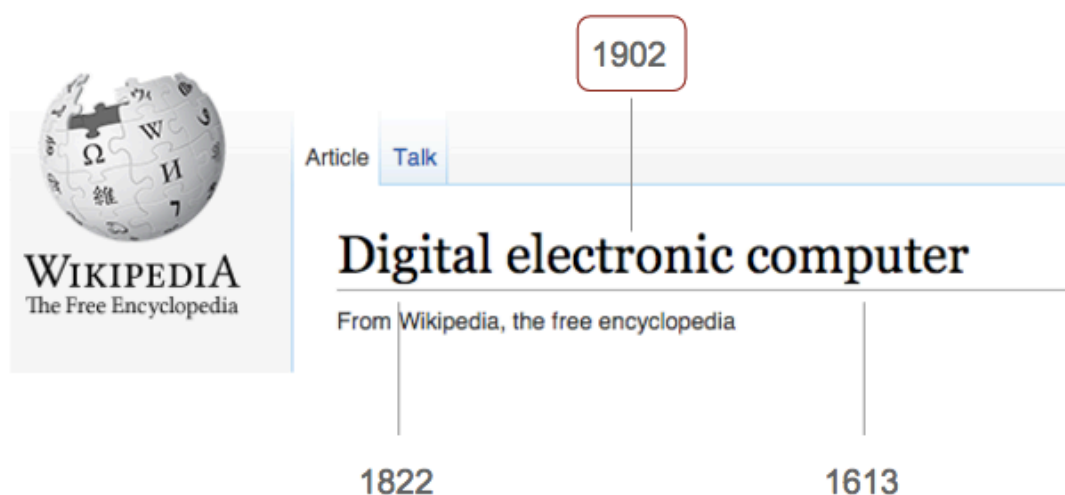 1902
Article Talk
Digital electronic computer
WIKIPEDIA
The Free Encyclopedia
From Wikipedia, the free encyclopedia
1822 1613